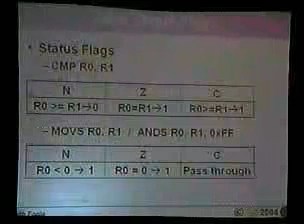 • Status Flags
– CMP R0, R1
N Z C
R0 >= R1→0 R0=R1→1 R0>=R1→1
– MOVS R0, R1 / ANDS R0, R1, 0xFF
N Z C
R0 < 0 → 1 R0 = 0 → 1 Pass through
2004